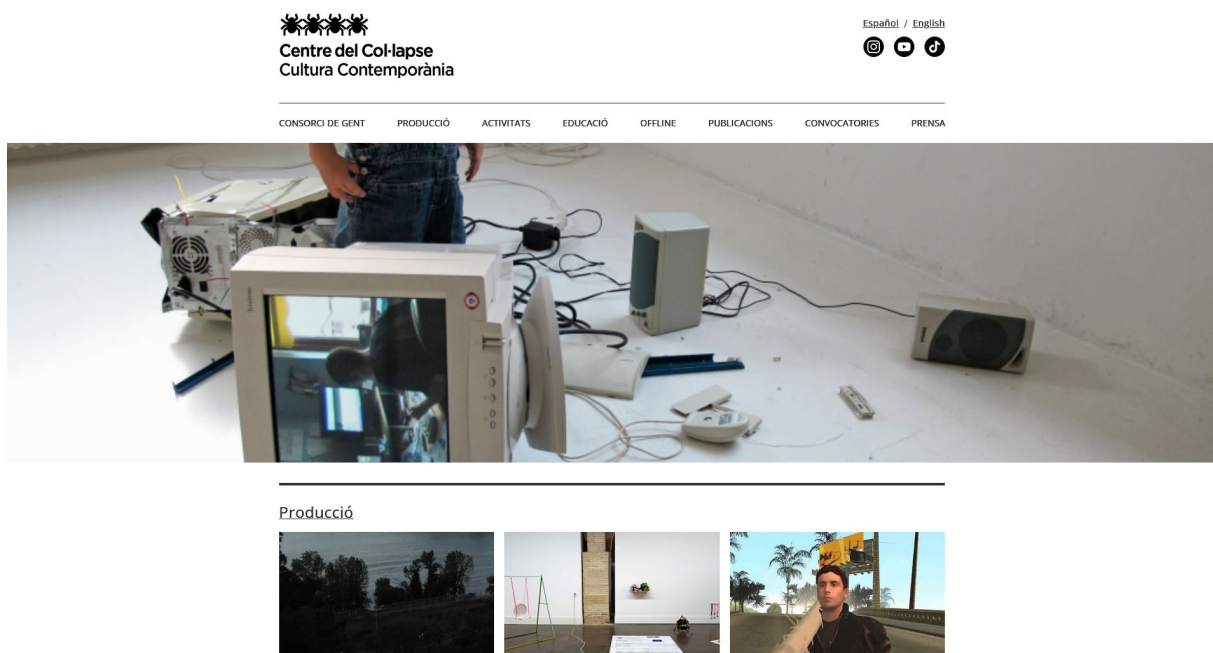 Centre del Col·lapse
Cultura Contemporània
Español / English
CONSORCI DE GENT PRODUCCIÓ ACTIVITATS EDUCACIÓ OFFLINE PUBLICACIONS CONVOCATORIES PRENSA
Producció